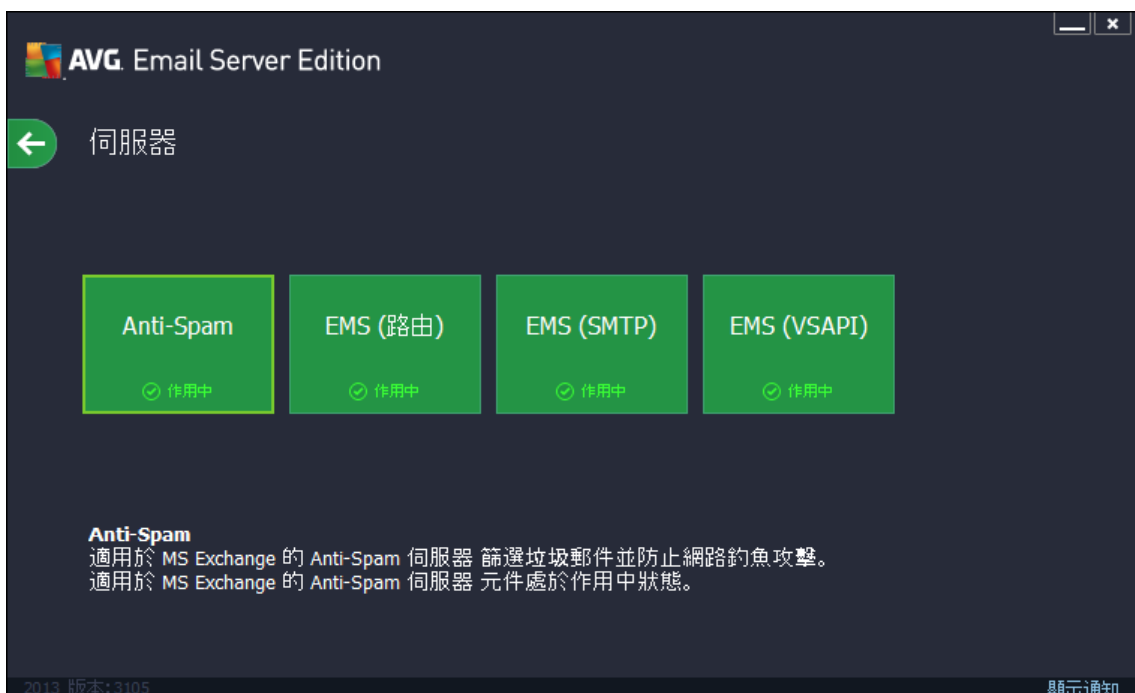 AVG. Email Server Edition
伺服器
Anti-Spam
作用中
EMS (路由)
作用中
EMS (SMTP)
作用中
EMS (VSAPI)
作用中
Anti-Spam
適用於 MS Exchange 的 Anti-Spam 伺服器 篩選垃圾郵件並防止網路釣魚攻擊。
適用於 MS Exchange 的 Anti-Spam 伺服器 元件處於作用中狀態。
2013 版本: 3105
顯示通知